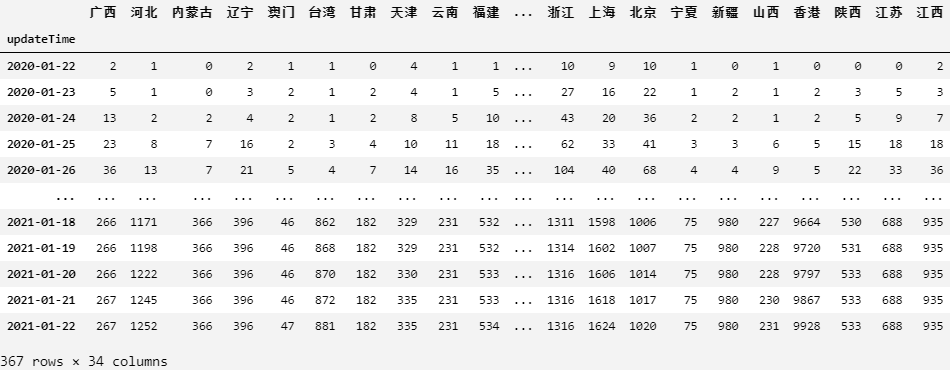 广西 河北 内蒙古 辽宁 澳门 台湾 甘肃 天津 云南 福建 ... 浙江 上海 北京 宁夏 新疆 山西 香港 陕西 江苏 江西
updateTime
2020-01-22 2 1 0 2 1 1 0 4 1 1 ... 10 9 10 1 0 1 0 0 0 2
2020-01-23 5 1 0 3 2 1 2 4 1 5 ... 27 16 22 1 2 1 2 3 5 3
2020-01-24 13 2 2 4 2 1 2 8 5 10 ... 43 20 36 2 2 1 2 5 9 7
2020-01-25 23 8 7 16 2 3 4 10 11 18 ... 62 33 41 3 3 6 5 15 18 18
2020-01-26 36 13 7 21 5 4 7 14 16 35 ... 104 40 68 4 4 9 5 22 33 36
... ... ... ... ... ... ... ... ... ... ... ... ... ... ... ... ... ... ... ... ... ...
2021-01-18 266 1171 366 396 46 862 182 329 231 532 ... 1311 1598 1006 75 980 227 9664 530 688 935
2021-01-19 266 1198 366 396 46 868 182 329 231 532 ... 1314 1602 1007 75 980 228 9720 531 688 935
2021-01-20 266 1222 366 396 46 870 182 330 231 533 ... 1316 1606 1014 75 980 228 9797 533 688 935
2021-01-21 267 1245 366 396 46 872 182 335 231 533 ... 1316 1618 1017 75 980 230 9867 533 688 935
2021-01-22 267 1252 366 396 47 881 182 335 231 534 ... 1316 1624 1020 75 980 231 9928 533 688 935
367 rows × 34 columns